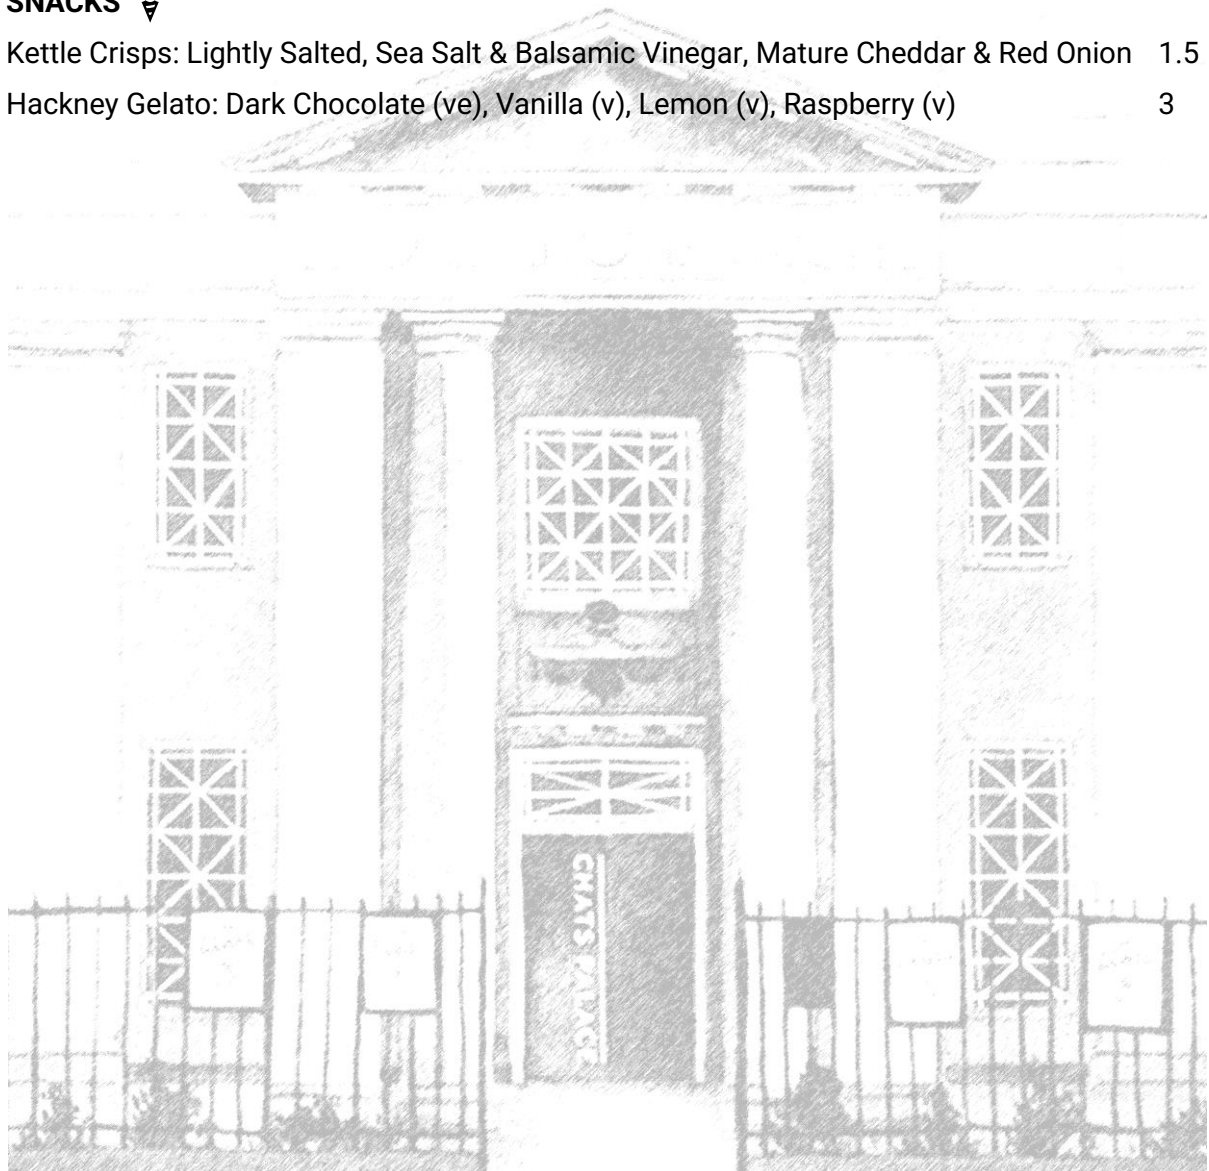 SNACKS
Kettle Crisps: Lightly Salted, Sea Salt & Balsamic Vinegar, Mature Cheddar & Red Onion 1.5
Hackney Gelato: Dark Chocolate (ve), Vanilla (v), Lemon (v), Raspberry (v) 3
CHATS PALACE